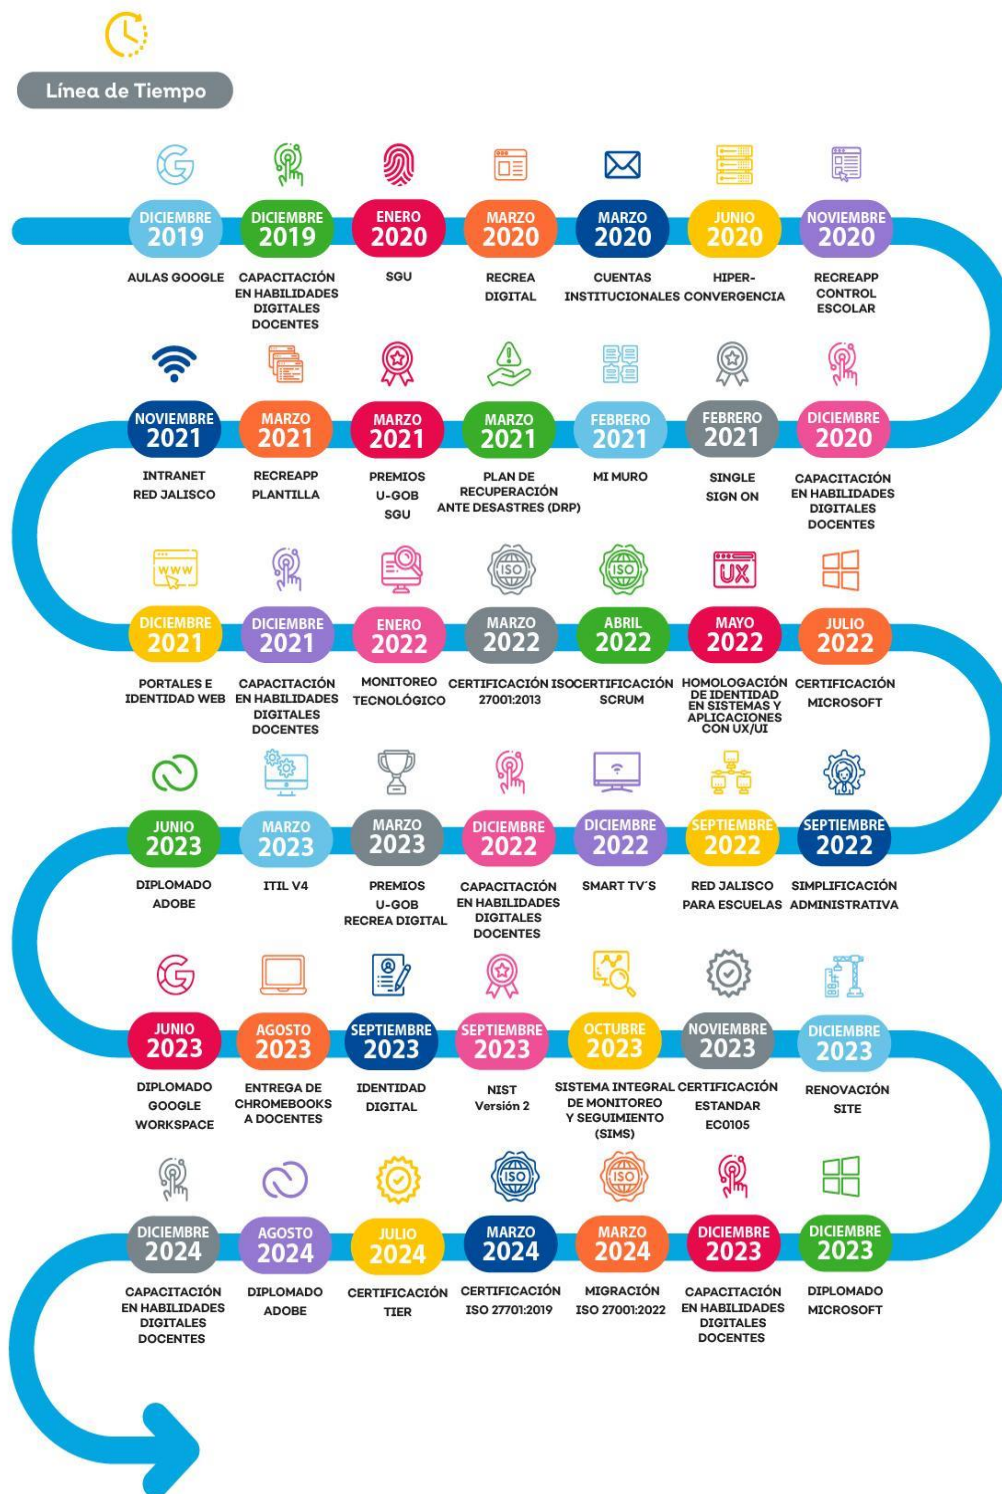 Línea de Tiempo
DICIEMBRE
2019
AULAS GOOGLE
DICIEMBRE
2019
CAPACITACIÓN
EN HABILIDADES
DIGITALES
DOCENTES
ENERO
2020
SGU
MARZO
2020
RECREA
DIGITAL
MARZO
2020
CUENTAS
INSTITUCIONALES
JUNIO
2020
HIPER-
CONVERGENCIA
NOVIEMBRE
2020
RECREAPP
CONTROL
ESCOLAR
NOVIEMBRE
2021
INTRANET
RED JALISCO
MARZO
2021
RECREAPP
PLANTILLA
MARZO
2021
PREMIOS
U-GOB
SGU
MARZO
2021
PLAN DE
RECUPERACIÓN
ANTE DESASTRES (DRP)
FEBRERO
2021
MI MURO
FEBRERO
2021
SINGLE
SIGN ON
DICIEMBRE
2020
CAPACITACIÓN
EN HABILIDADES
DIGITALES
DOCENTES
WWW
DICIEMBRE
2021
PORTALES E
IDENTIDAD WEB
DICIEMBRE
2021
CAPACITACIÓN
EN HABILIDADES
DIGITALES
DOCENTES
ENERO
2022
MONITOREO
TECNOLÓGICO
ISO
MARZO
2022
CERTIFICACIÓN ISO
27001:2013
ISO
ABRIL
2022
CERTIFICACIÓN
SCRUM
UX
MAYO
2022
HOMOLOGACIÓN
DE IDENTIDAD
EN SISTEMAS Y
APLICACIONES
CON UX/UI
JULIO
2022
CERTIFICACIÓN
MICROSOFT
JUNIO
2023
DIPLOMADO
ADOBE
MARZO
2023
ITIL V4
MARZO
2023
PREMIOS
U-GOB
RECREA DIGITAL
DICIEMBRE
2022
CAPACITACIÓN
EN HABILIDADES
DIGITALES
DOCENTES
DICIEMBRE
2022
SMART TV´S
SEPTIEMBRE
2022
RED JALISCO
PARA ESCUELAS
SEPTIEMBRE
2022
SIMPLIFICACIÓN
ADMINISTRATIVA
JUNIO
2023
DIPLOMADO
GOOGLE
WORKSPACE
AGOSTO
2023
ENTREGA DE
CHROMEBOOKS
A DOCENTES
SEPTIEMBRE
2023
IDENTIDAD
DIGITAL
SEPTIEMBRE
2023
NIST
Versión 2
OCTUBRE
2023
SISTEMA INTEGRAL
DE MONITOREO
Y SEGUIMIENTO
(SIMS)
NOVIEMBRE
2023
CERTIFICACIÓN
ESTANDAR
EC0105
DICIEMBRE
2023
RENOVACIÓN
SITE
DICIEMBRE
2024
CAPACITACIÓN
EN HABILIDADES
DIGITALES
DOCENTES
AGOSTO
2024
DIPLOMADO
ADOBE
JULIO
2024
CERTIFICACIÓN
TIER
ISO
MARZO
2024
CERTIFICACIÓN
ISO 27701:2019
ISO
MARZO
2024
MIGRACIÓN
ISO 27001:2022
DICIEMBRE
2023
CAPACITACIÓN
EN HABILIDADES
DIGITALES
DOCENTES
DICIEMBRE
2023
DIPLOMADO
MICROSOFT